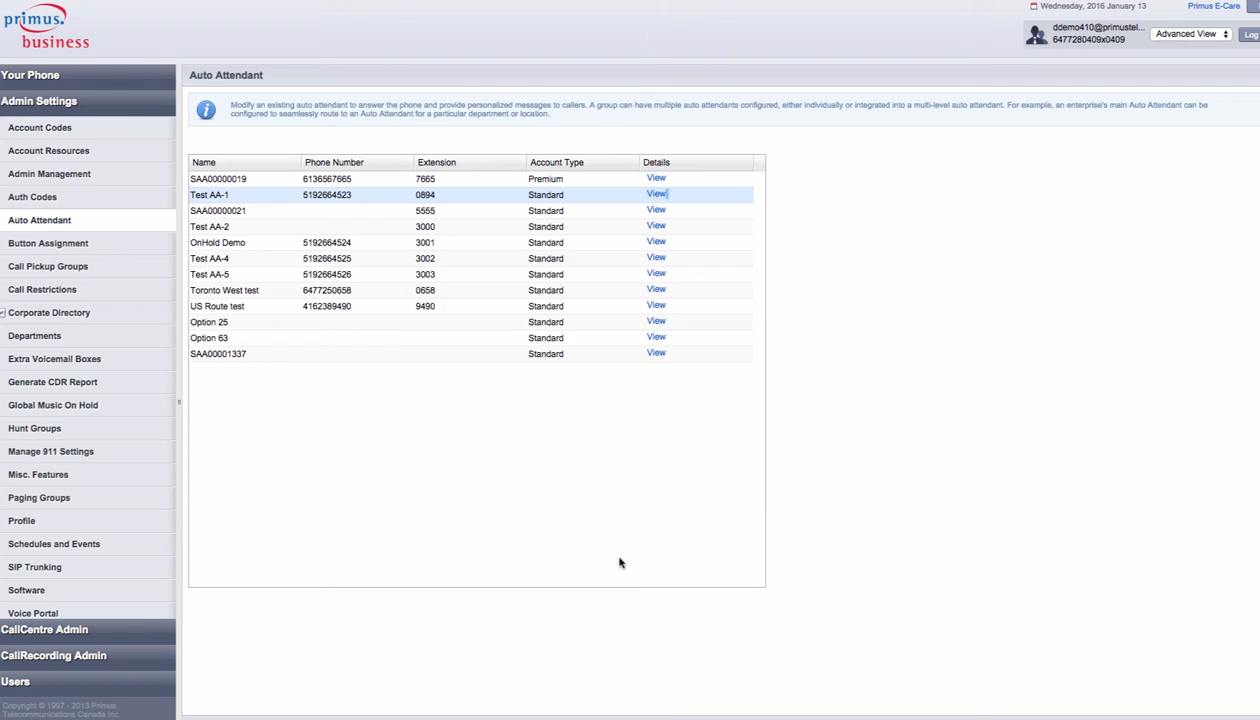 primus.
business
Wednesday, 2016 January 13
Primus E-Care
ddemo410@primustel...
6477280409x0409
Advanced View
Log
Your Phone
Admin Settings
Account Codes
Account Resources
Admin Management
Auth Codes
Auto Attendant
Button Assignment
Call Pickup Groups
Call Restrictions
Corporate Directory
Departments
Extra Voicemail Boxes
Generate CDR Report
Global Music On Hold
Hunt Groups
Manage 911 Settings
Misc. Features
Paging Groups
Profile
Schedules and Events
SIP Trunking
Software
Voice Portal
CallCentre Admin
CallRecording Admin
Users
Copyright © 1997 - 2013 Primus
Telecommunications Canada Inc.
Auto Attendant
Modify an existing auto attendant to answer the phone and provide personalized messages to callers. A group can have multiple auto attendants configured, either individually or integrated into a multi-level auto attendant. For example, an enterprise's main Auto Attendant can be
configured to seamlessly route to an Auto Attendant for a particular department or location.
Name Phone Number Extension Account Type Details
SAA00000019 6136567665 7665 Premium View
Test AA-1 5192664523 0894 Standard View
SAA00000021 5555 Standard View
Test AA-2 3000 Standard View
OnHold Demo 5192664524 3001 Standard View
Test AA-4 5192664525 3002 Standard View
Test AA-5 5192664526 3003 Standard View
Toronto West test 6477250658 0658 Standard View
US Route test 4162389490 9490 Standard View
Option 25 Standard View
Option 63 Standard View
SAA00001337 Standard View